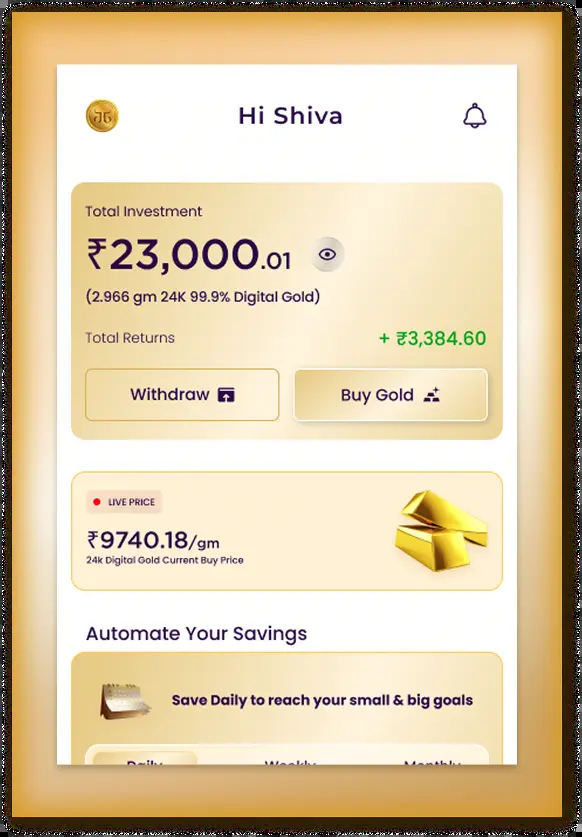 Hi Shiva
Total Investment
₹23,000.01
(2.966 gm 24K 99.9% Digital Gold)
Total Returns
+ ₹3,384.60
Withdraw
Buy Gold
LIVE PRICE
₹9740.18/gm
24k Digital Gold Current Buy Price
Automate Your Savings
Save Daily to reach your small & big goals
Daily
Weekly
Monthly